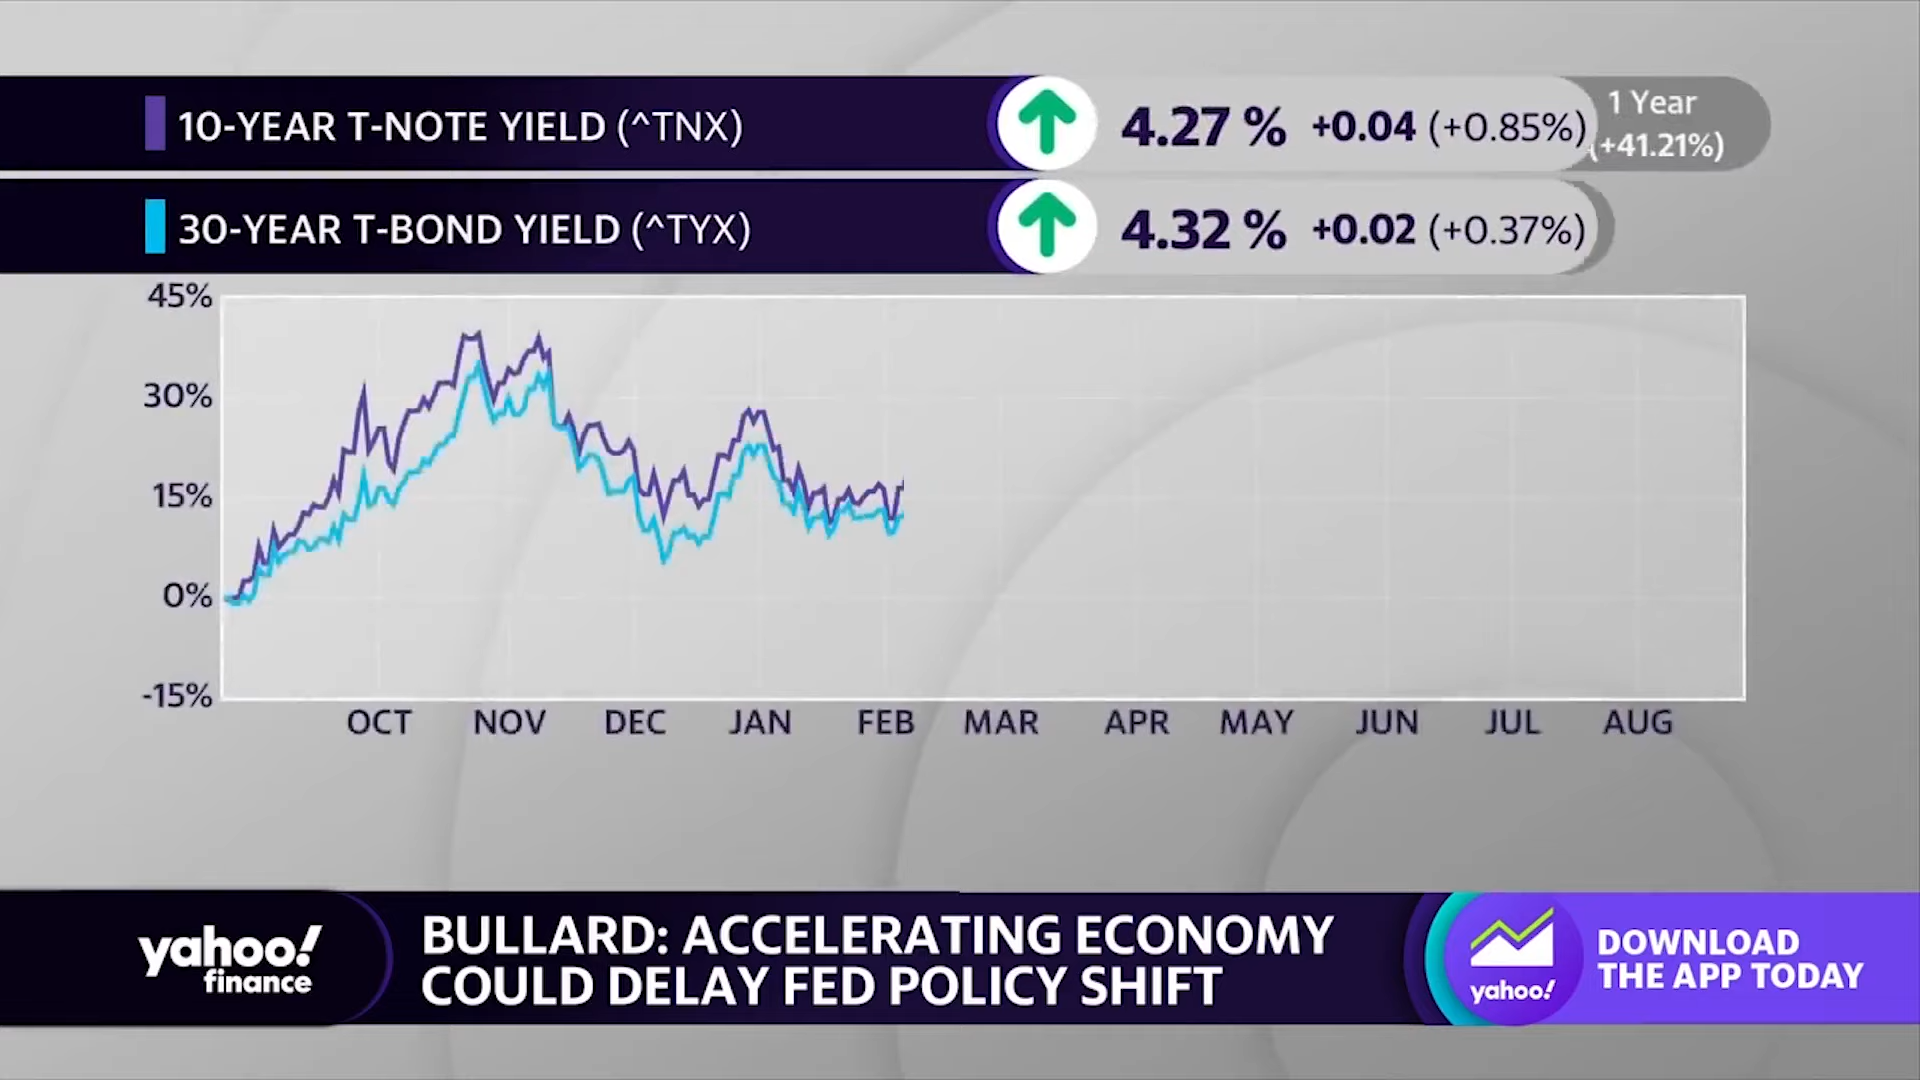 10-YEAR T-NOTE YIELD (^TNX)
4.27 % +0.04 (+0.85%)
1 Year
(+41.21%)
30-YEAR T-BOND YIELD (^TYX)
4.32 % +0.02 (+0.37%)
45%
30%
15%
0%
-15%
OCT NOV DEC JAN FEB MAR APR MAY JUN JUL AUG
yahoo!
finance
BULLARD: ACCELERATING ECONOMY
COULD DELAY FED POLICY SHIFT
yahoo!
DOWNLOAD
THE APP TODAY